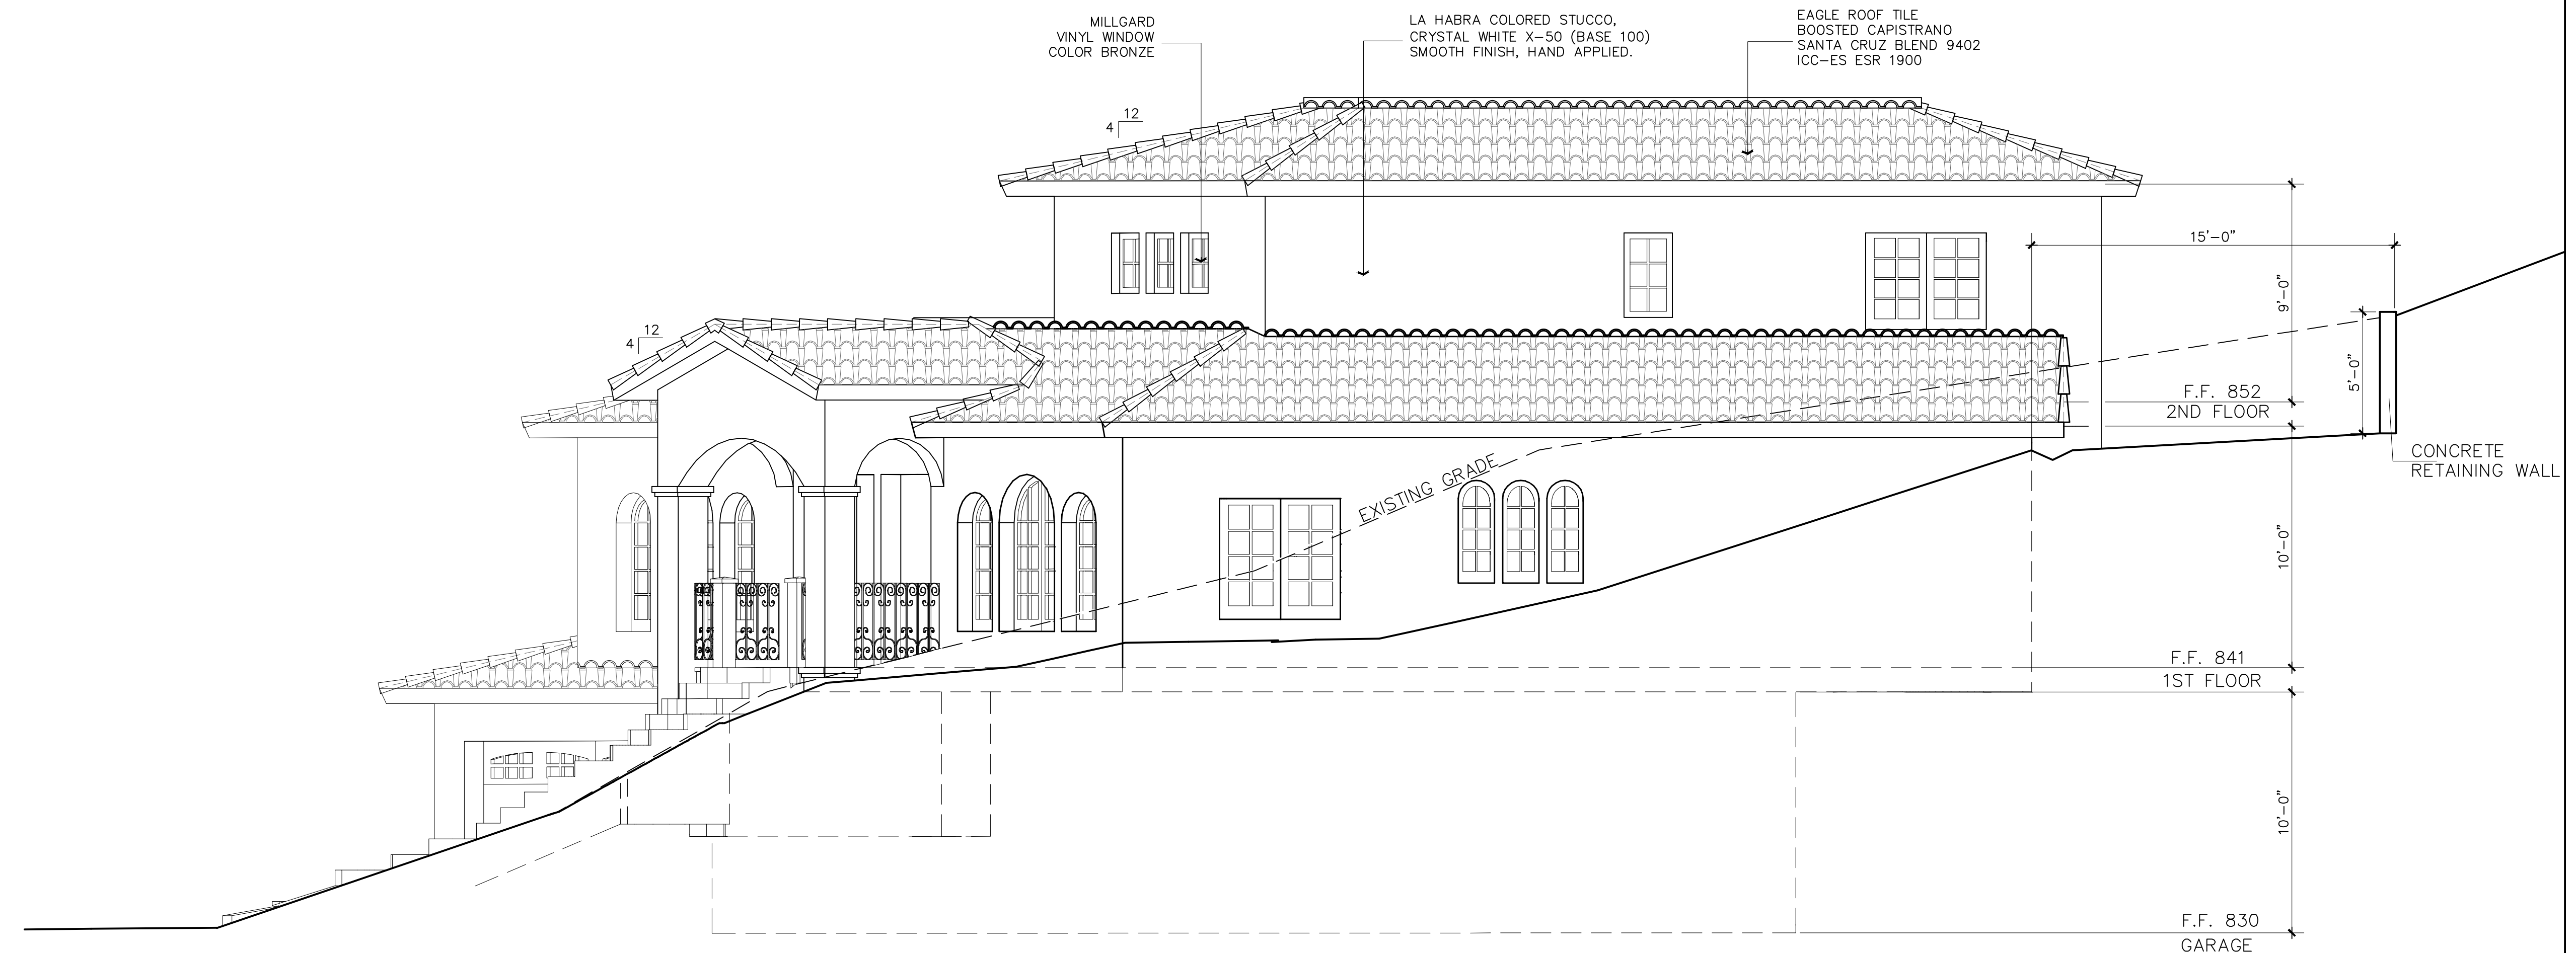 MILLGARD
VINYL WINDOW
COLOR BRONZE
LA HABRA COLORED STUCCO,
CRYSTAL WHITE X-50 (BASE 100)
SMOOTH FINISH, HAND APPLIED.
EAGLE ROOF TILE
BOOSTED CAPISTRANO
SANTA CRUZ BLEND 9402
ICC-ES ESR 1900
12
4
15'-0"
9'-0"
12
4
5'-0"
F.F. 852
2ND FLOOR
CONCRETE
RETAINING WALL
EXISTING GRADE
10'-0"
F.F. 841
1ST FLOOR
10'-0"
F.F. 830
GARAGE